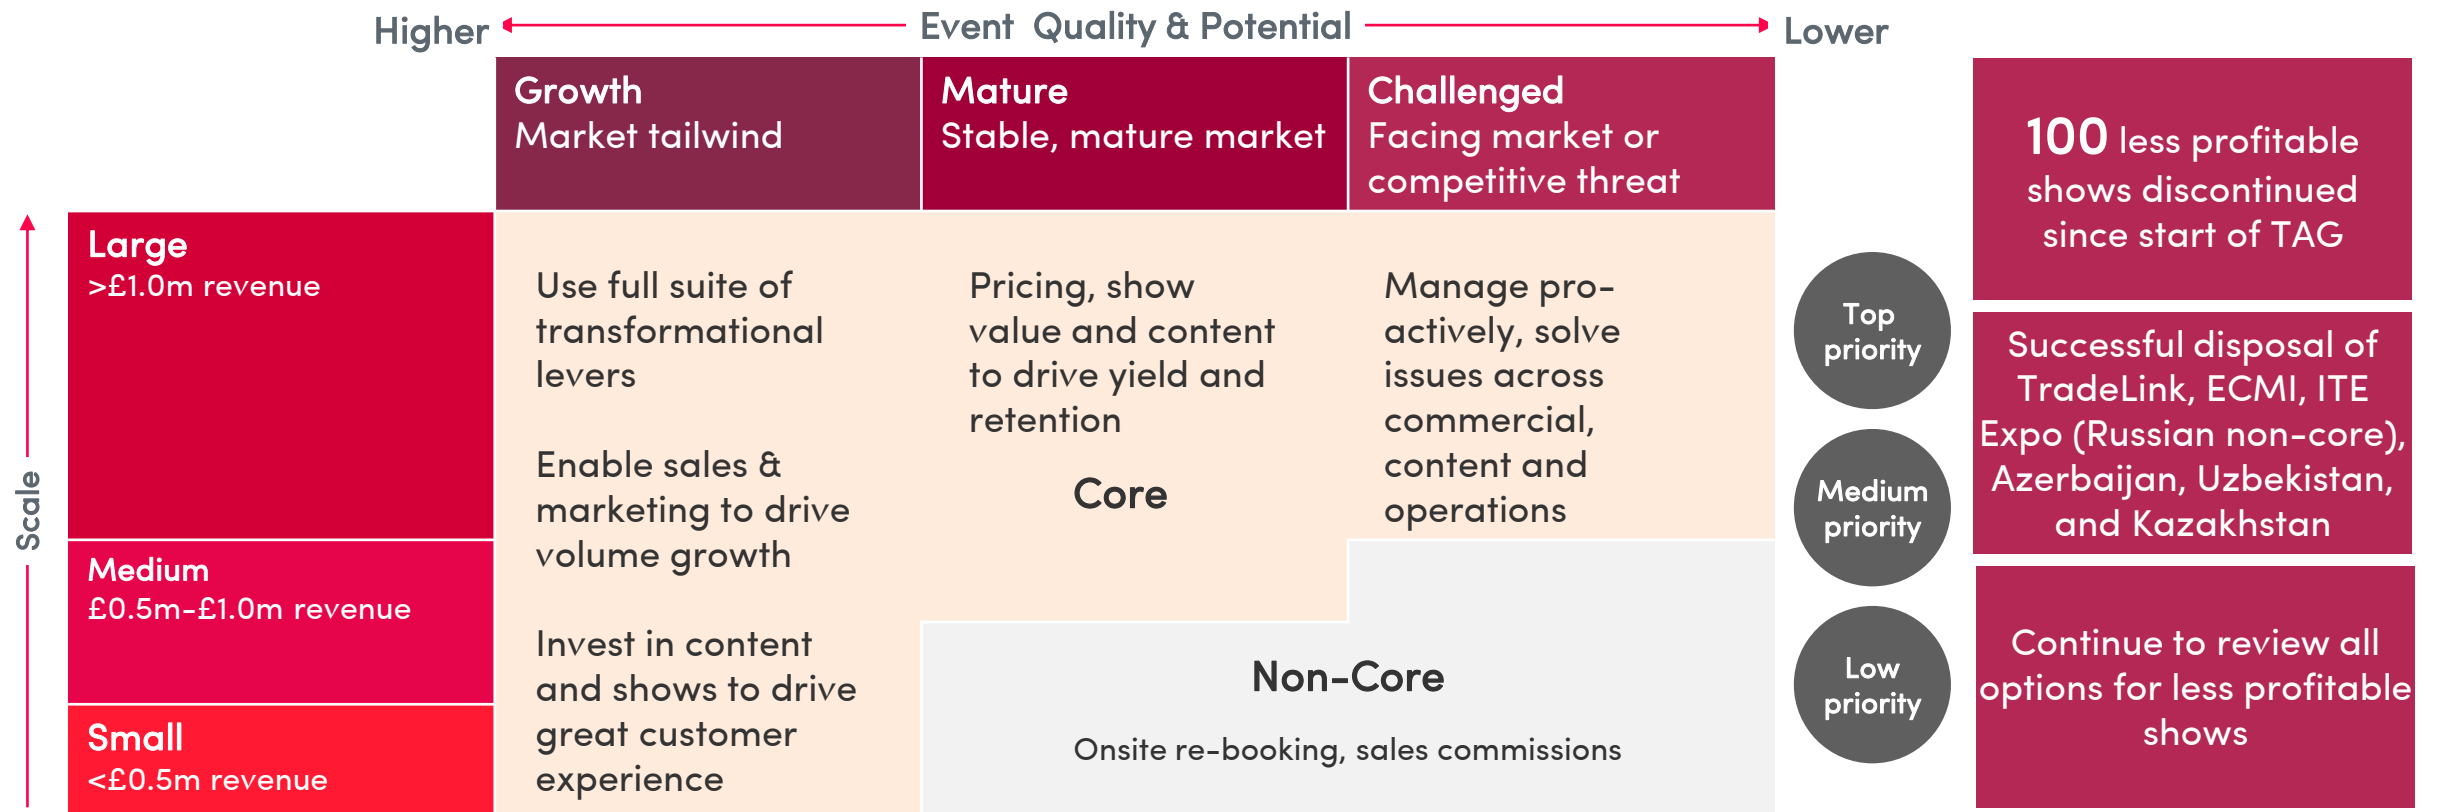 Higher
Event Quality & Potential
Lower
Growth
Market tailwind
Mature
Stable, mature market
Challenged
Facing market or
competitive threat
Scale
Large
>£1.0m revenue
Medium
£0.5m-£1.0m revenue
Small
<£0.5m revenue
Use full suite of
transformational
levers
Enable sales &
marketing to drive
volume growth
Invest in content
and shows to drive
great customer
experience
Pricing, show
value and content
to drive yield and
retention
Core
Manage pro-
actively, solve
issues across
commercial,
content and
operations
Non-Core
Onsite re-booking, sales commissions
Top
priority
Medium
priority
Low
priority
100 less profitable
shows discontinued
since start of TAG
Successful disposal of
TradeLink, ECMI, ITE
Expo (Russian non-core),
Azerbaijan, Uzbekistan,
and Kazakhstan
Continue to review all
options for less profitable
shows